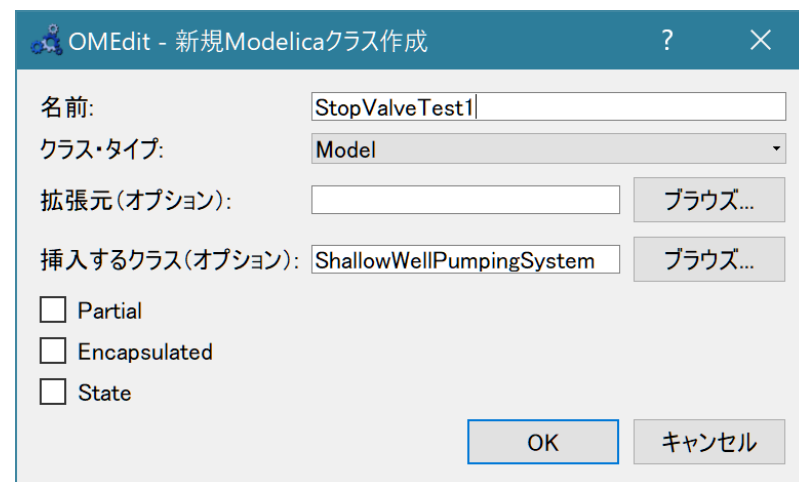 OMEdit - 新規Modelicaクラス作成 ?
名前: StopValveTest1
クラス・タイプ: Model
拡張元(オプション): ブラウズ...
挿入するクラス(オプション): ShallowWellPumpingSystem ブラウズ...
Partial
Encapsulated
State
OK キャンセル